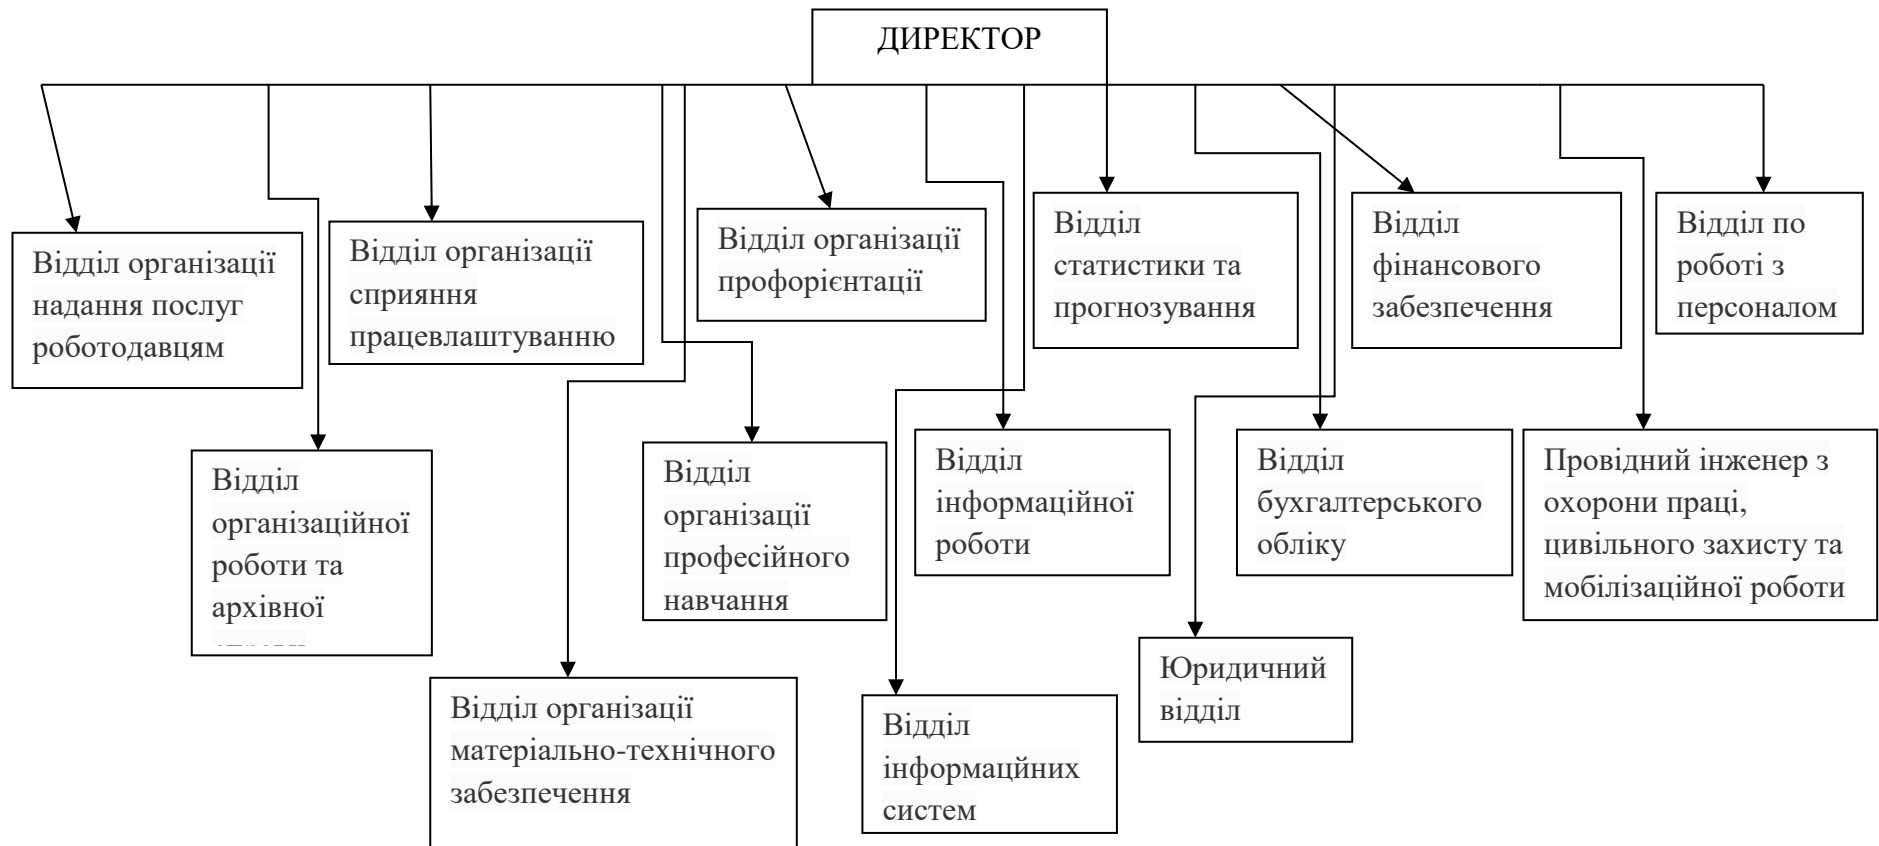 ДИРЕКТОР
Відділ організації
надання послуг
роботодавцям
Відділ організації
сприяння
працевлаштуванню
Відділ організації
профорієнтації
Відділ
статистики та
прогнозування
Відділ
фінансового
забезпечення
Відділ по
роботі з
персоналом
Відділ
організаційної
роботи та
архівної
Відділ
організації
професійного
навчання
Відділ
інформаційної
роботи
Відділ
бухгалтерського
обліку
Провідний інженер з
охорони праці,
цивільного захисту та
мобілізаційної роботи
Відділ організації
матеріально-технічного
забезпечення
Відділ
інформаційних
систем
Юридичний
відділ